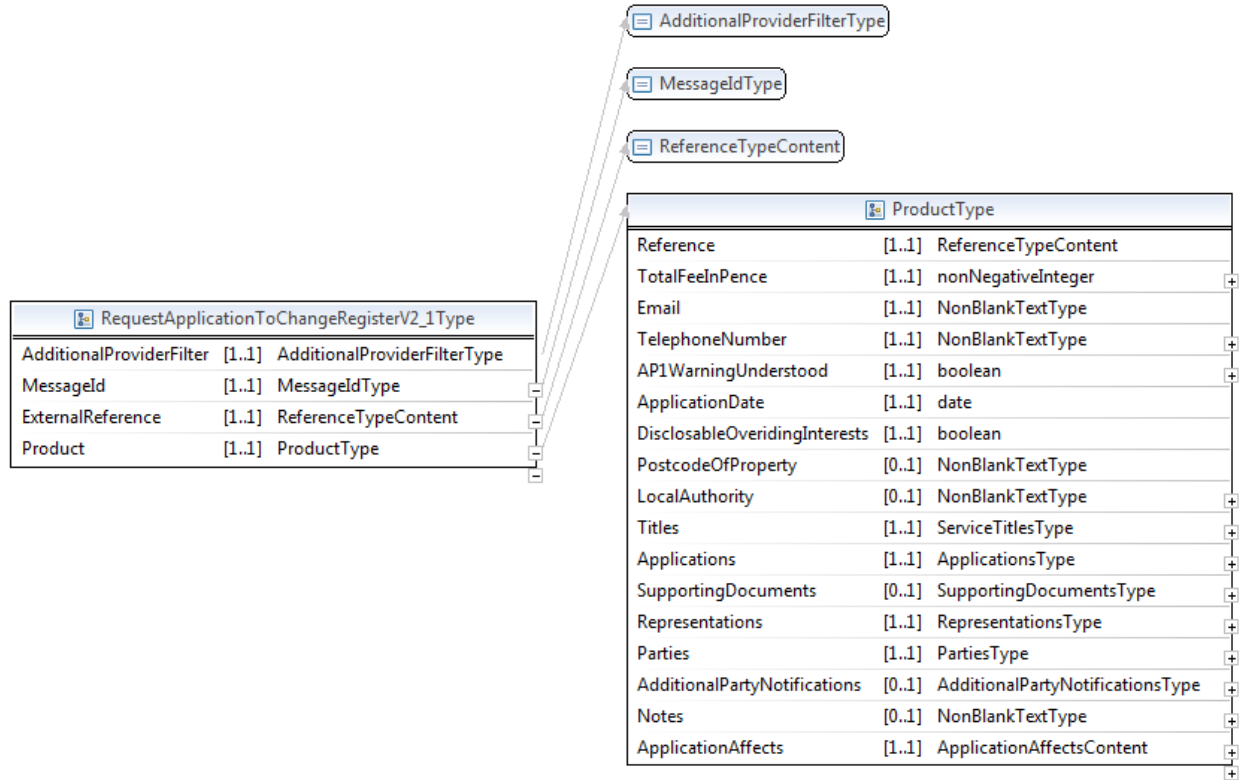 AdditionalProviderFilterType
MessageIdType
ReferenceTypeContent
ProductType
Reference [1..1] ReferenceTypeContent
TotalFeeInPence [1..1] nonNegativeInteger
Email [1..1] NonBlankTextType
TelephoneNumber [1..1] NonBlankTextType
AP1WarningUnderstood [1..1] boolean
ApplicationDate [1..1] date
DisclosableOveridingInterests [1..1] boolean
PostcodeOfProperty [0..1] NonBlankTextType
LocalAuthority [0..1] NonBlankTextType
Titles [1..1] ServiceTitlesType
Applications [1..1] ApplicationsType
SupportingDocuments [0..1] SupportingDocumentsType
Representations [1..1] RepresentationsType
Parties [1..1] PartiesType
AdditionalPartyNotifications [0..1] AdditionalPartyNotificationsType
Notes [0..1] NonBlankTextType
ApplicationAffects [1..1] ApplicationAffectsContent
RequestApplicationToChangeRegisterV2_1Type
AdditionalProviderFilter [1..1] AdditionalProviderFilterType
MessageId [1..1] MessageIdType
ExternalReference [1..1] ReferenceTypeContent
Product [1..1] ProductType